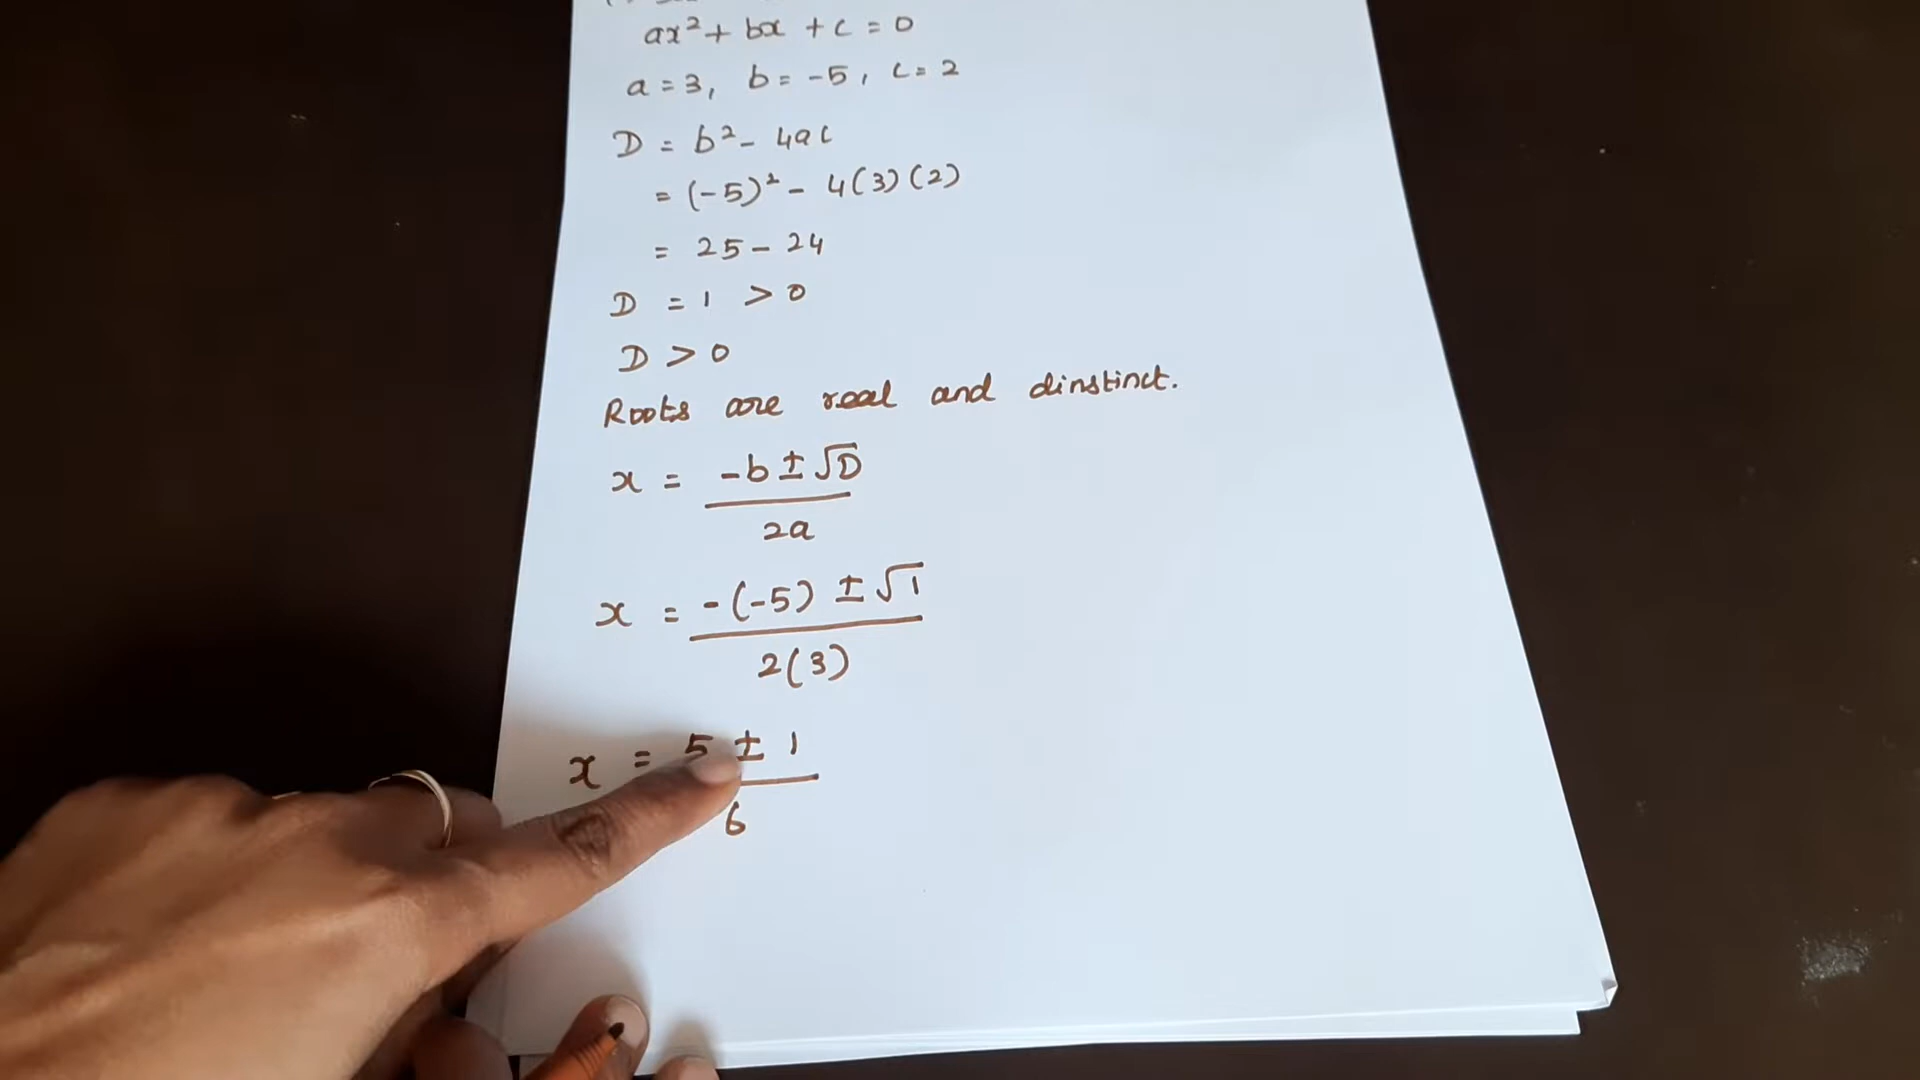 ax² + bx + c = 0
a = 3, b = -5, c = 2
D = b² - 4ac
= (-5)² - 4(3)(2)
= 25 - 24
D = 1 > 0
D > 0
Roots are real and dinstinct.
x = -b ± √D
2a
x = -(-5) ± √1
2(3)
x = 5 ± 1
6